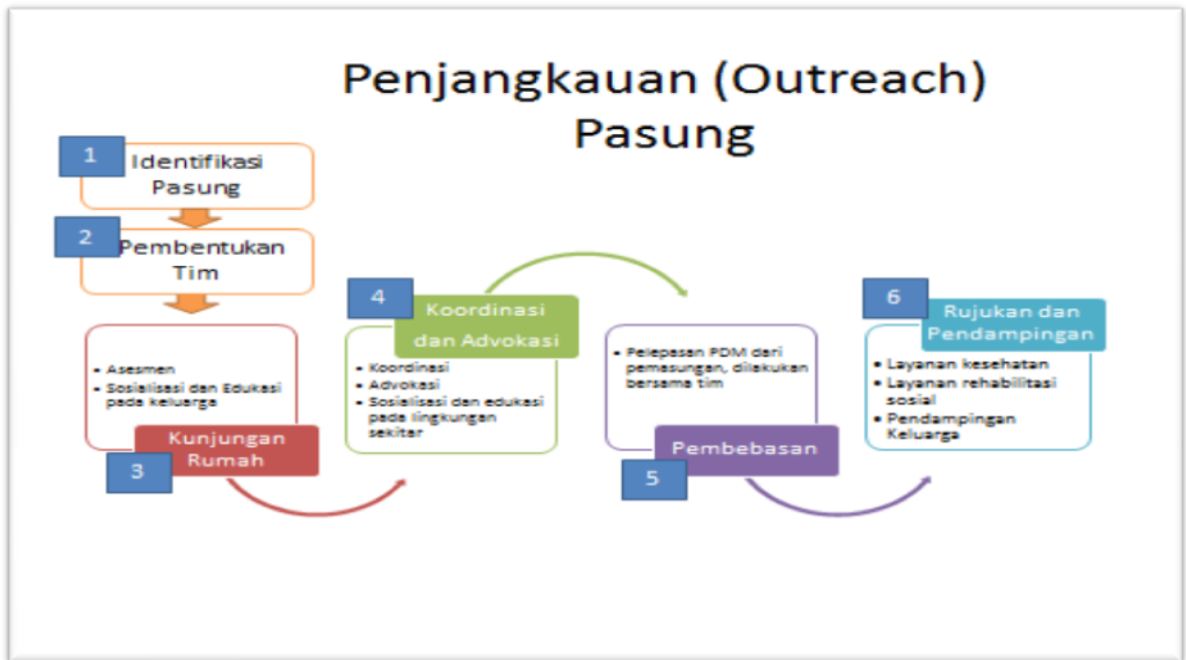 Penjangkauan (Outreach)
Pasung
1
Identifikasi
Pasung
2
Pembentukan
Tim
• Asesmen
• Sosialisasi dan Edukasi
pada keluarga
Kunjungan
Rumah
3
4
Koordinasi
dan Advokasi
• Koordinasi
• Advokasi
• Sosialisasi dan edukasi
pada lingkungan
sekitar
• Pelepasan PDM dari
pemasungan, dilakukan
bersama tim
Pembebasan
5
6
Rujukan dan
Pendampingan
• Layanan kesehatan
• Layanan rehabilitasi
sosial
• Pendampingan
Keluarga